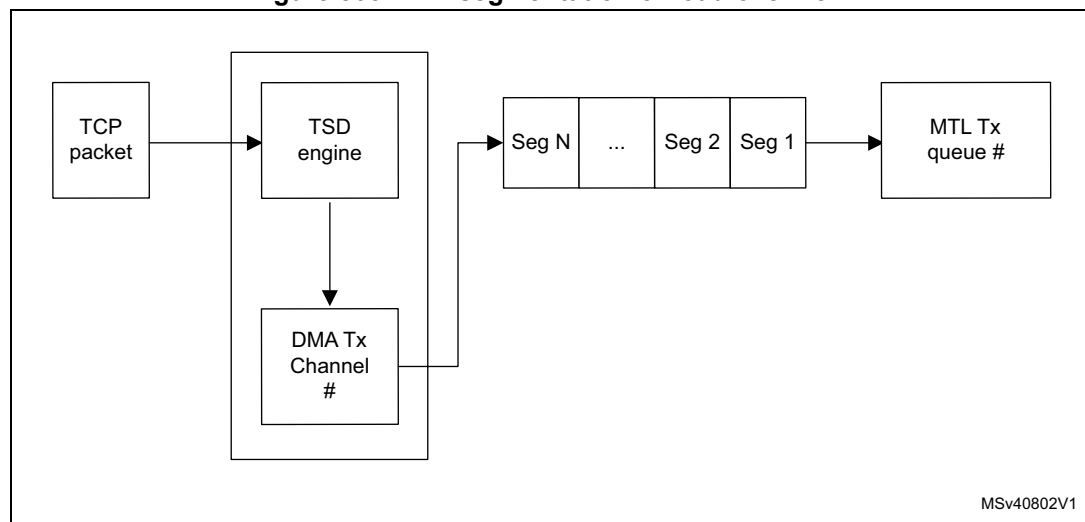 TCP
packet
TSD
engine
DMA Tx
Channel
#
Seg N
...
Seg 2
Seg 1
MTL Tx
queue #
MSv40802V1